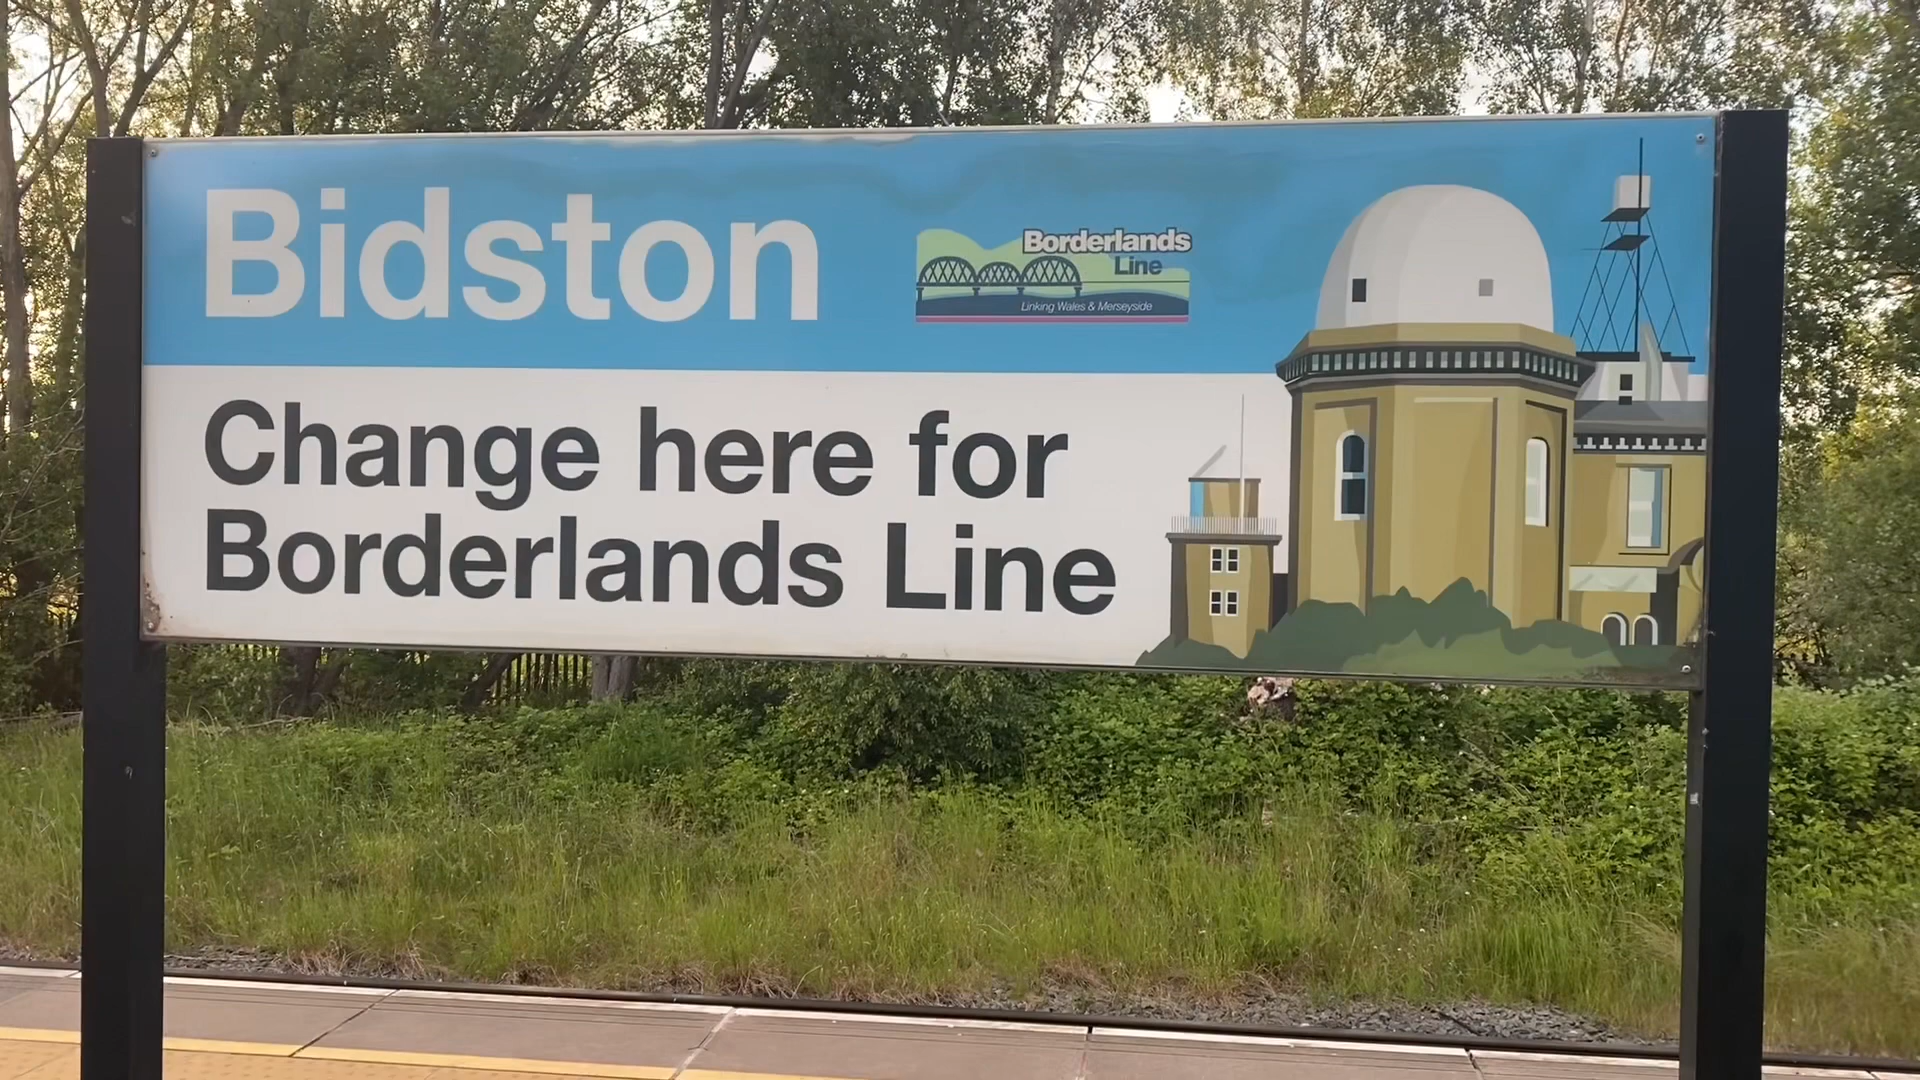 Bidston
Borderlands
Line
Linking Wales & Merseyside
Change here for
Borderlands Line